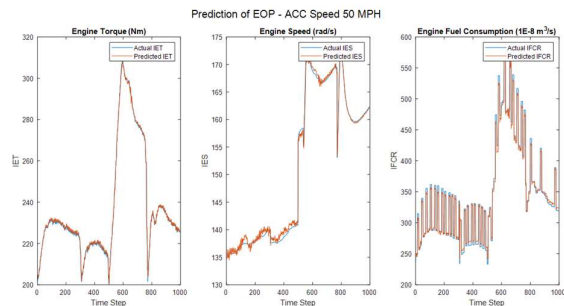 Prediction of EOP - ACC Speed 50 MPH
Engine Torque (Nm)
Actual IET
Predicted IET
320
300
280
260
240
220
200
IET
0
200
400
600
800
1000
Time Step
Engine Speed (rad/s)
Actual IES
Predicted IES
175
170
165
160
155
150
145
140
135
130
IES
0
200
400
600
800
1000
Time Step
Engine Fuel Consumption (1E-8 m³/s)
Actual IFCR
Predicted IFCR
600
550
500
450
400
350
300
250
200
IFCR
0
200
400
600
800
1000
Time Step